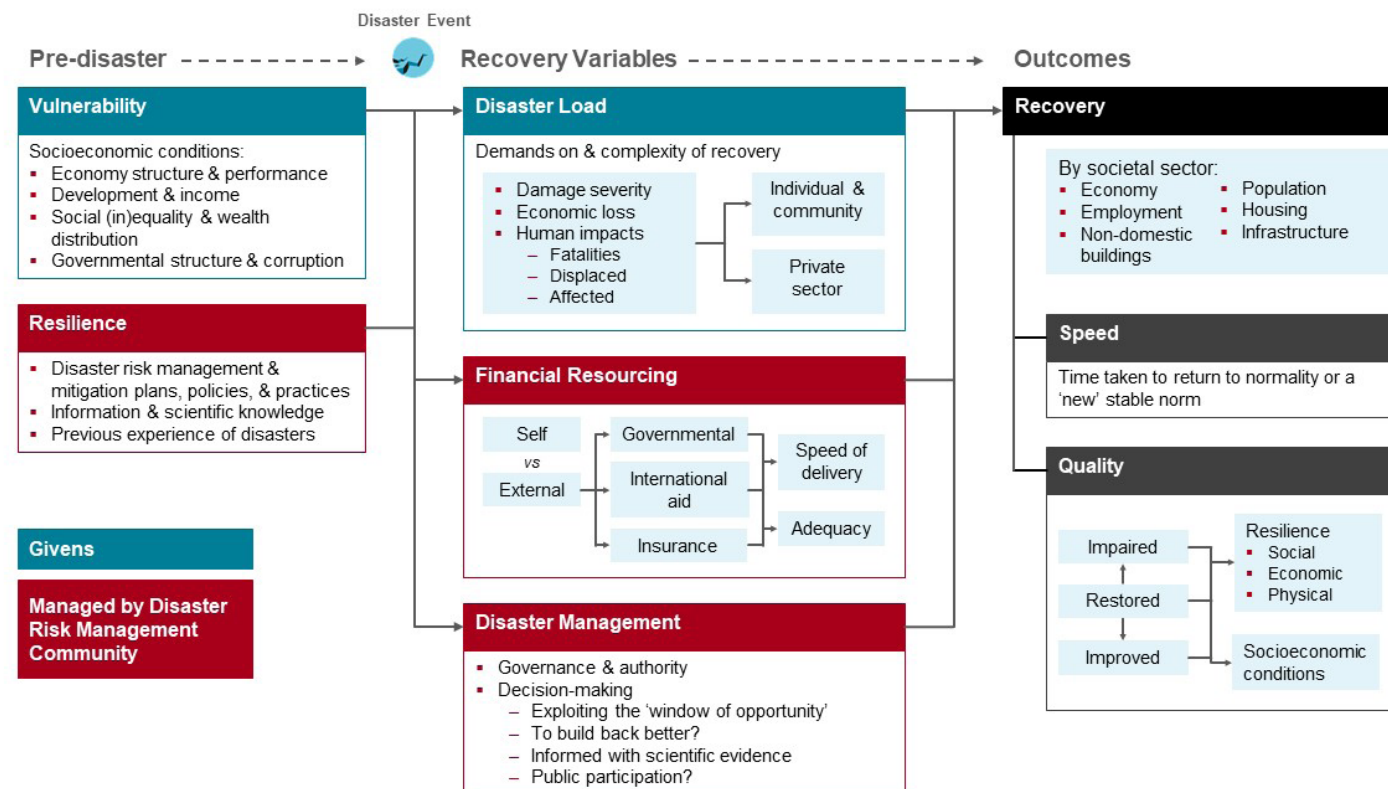 Disaster Event
Pre-disaster
Recovery Variables
Outcomes
Vulnerability
Socioeconomic conditions:
Economy structure & performance
Development & income
Social (in)equality & wealth
distribution
Governmental structure & corruption
Resilience
Disaster risk management &
mitigation plans, policies, & practices
Information & scientific knowledge
Previous experience of disasters
Givens
Managed by Disaster
Risk Management
Community
Disaster Load
Demands on & complexity of recovery
Damage severity
Economic loss
Human impacts
– Fatalities
– Displaced
– Affected
Individual &
community
Private
sector
Financial Resourcing
Self
vs
External
Governmental
International
aid
Insurance
Speed of
delivery
Adequacy
Disaster Management
Governance & authority
Decision-making
– Exploiting the ‘window of opportunity’
– To build back better?
– Informed with scientific evidence
– Public participation?
Recovery
By societal sector:
Economy
Employment
Non-domestic
buildings
Population
Housing
Infrastructure
Speed
Time taken to return to normality or a
‘new’ stable norm
Quality
Impaired
Restored
Improved
Resilience
Social
Economic
Physical
Socioeconomic
conditions